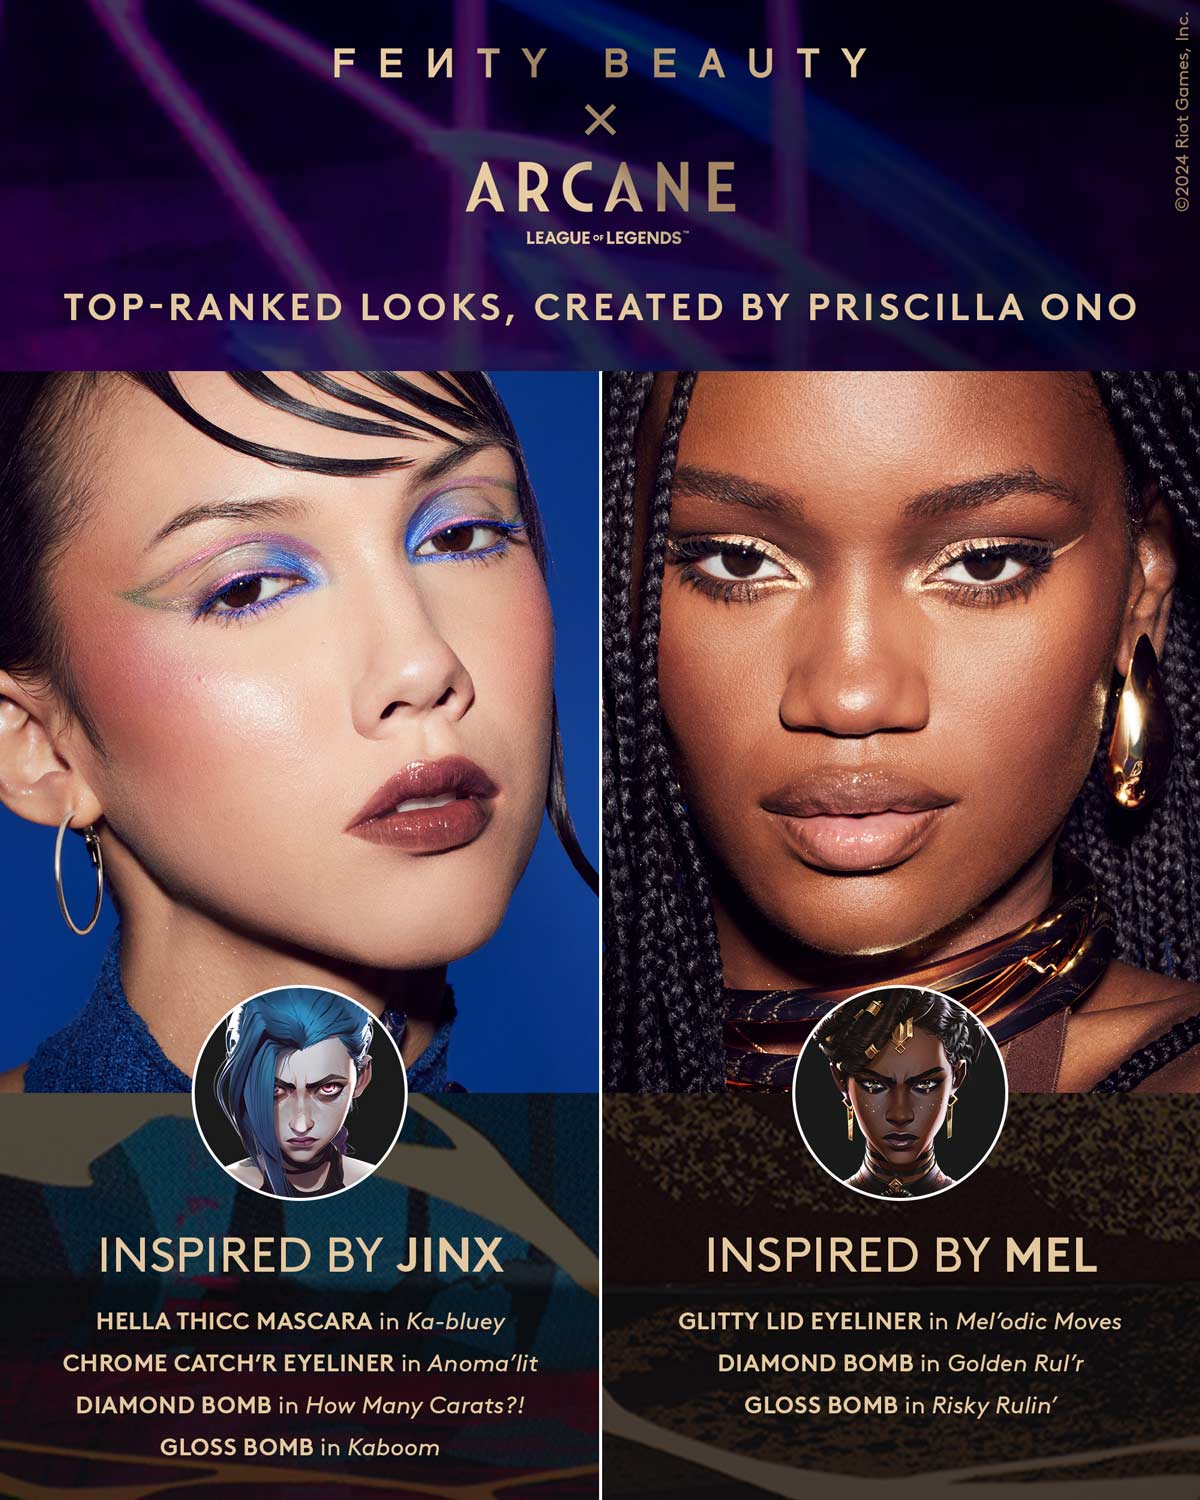 FENTY BEAUTY
×
ARCANE
LEAGUE OF LEGENDS™
TOP-RANKED LOOKS, CREATED BY PRISCILLA ONO
©2024 Riot Games, Inc.
INSPIRED BY JINX
HELLA THICC MASCARA in Ka-bluey
CHROME CATCH'R EYELINER in Anoma'lit
DIAMOND BOMB in How Many Carats?!
GLOSS BOMB in Kaboom
INSPIRED BY MEL
GLITTY LID EYELINER in Mel'odic Moves
DIAMOND BOMB in Golden Rul'r
GLOSS BOMB in Risky Rulin'